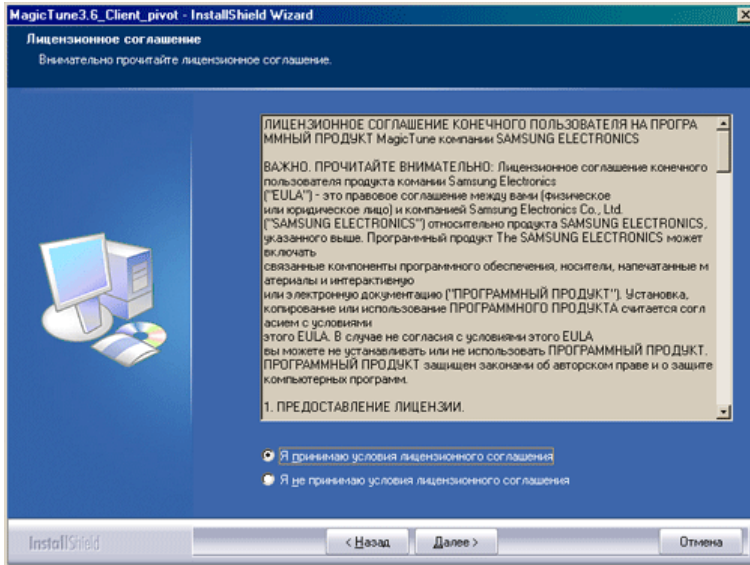 MagicTune3.6_Client_pivot - InstallShield Wizard
Лицензионное соглашение
Внимательно прочитайте лицензионное соглашение.
ЛИЦЕНЗИОННОЕ СОГЛАШЕНИЕ КОНЕЧНОГО ПОЛЬЗОВАТЕЛЯ НА ПРОГРА
ММНЫЙ ПРОДУКТ MagicTune компании SAMSUNG ELECTRONICS
ВАЖНО. ПРОЧИТАЙТЕ ВНИМАТЕЛЬНО: Лицензионное соглашение конечного
пользователя продукта комании Samsung Electronics
("EULA") - это правовое соглашение между вами (физическое
или юридическое лицо) и компанией Samsung Electronics Co., Ltd.
("SAMSUNG ELECTRONICS") относительно продукта SAMSUNG ELECTRONICS,
указанного выше. Программный продукт The SAMSUNG ELECTRONICS может
включать
связанные компоненты программного обеспечения, носители, напечатанные м
атериалы и интерактивную
или электронную документацию ("ПРОГРАММНЫЙ ПРОДУКТ"). Установка,
копирование или использование ПРОГРАММНОГО ПРОДУКТА считается согл
асием с условиями
этого EULA. В случае не согласия с условиями этого EULA
вы можете не устанавливать или не использовать ПРОГРАММНЫЙ ПРОДУКТ.
ПРОГРАММНЫЙ ПРОДУКТ защищен законами об авторском праве и о защите
компьютерных программ.
1. ПРЕДОСТАВЛЕНИЕ ЛИЦЕНЗИИ.
Я принимаю условия лицензионного соглашения
Я не принимаю условия лицензионного соглашения
InstallShield
< Назад
Далее >
Отмена